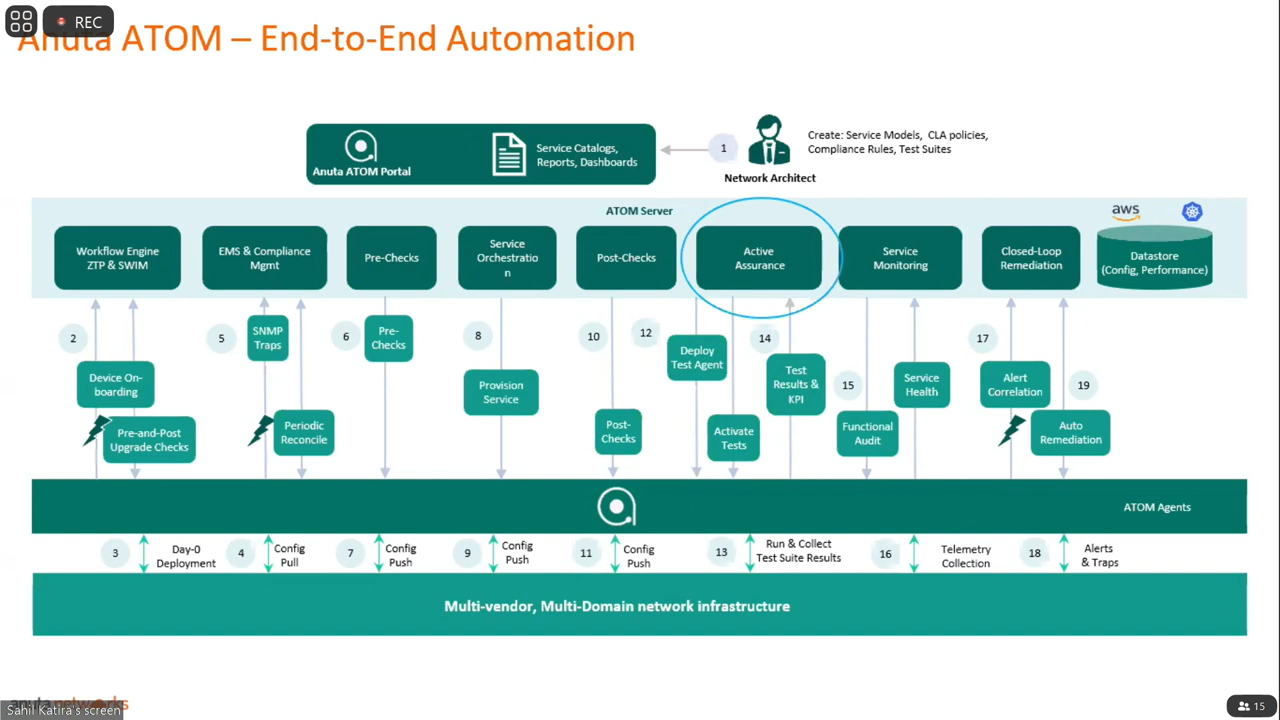 REC
Anuta ATOM – End-to-End Automation
Anuta ATOM Portal
Service Catalogs,
Reports, Dashboards
1
Network Architect
Create: Service Models, CLA policies,
Compliance Rules, Test Suites
ATOM Server
aws
Workflow Engine
ZTP & SWIM
EMS & Compliance
Mgmt
Pre-Checks
Service
Orchestratio
n
Post-Checks
Active
Assurance
Service
Monitoring
Closed-Loop
Remediation
Datastore
(Config, Performance)
2
Device On-
boarding
Pre-and-Post
Upgrade Checks
5
SNMP
Traps
Periodic
Reconcile
6
Pre-
Checks
8
Provision
Service
10
Post-
Checks
12
Deploy
Test Agent
Activate
Tests
14
Test
Results &
KPI
15
Functional
Audit
Service
Health
17
Alert
Correlation
19
Auto
Remediation
ATOM Agents
3
Day-0
Deployment
4
Config
Pull
7
Config
Push
9
Config
Push
11
Config
Push
13
Run & Collect
Test Suite Results
16
Telemetry
Collection
18
Alerts
& Traps
Multi-vendor, Multi-Domain network infrastructure
anuta networks
Sahil Katira's screen
15